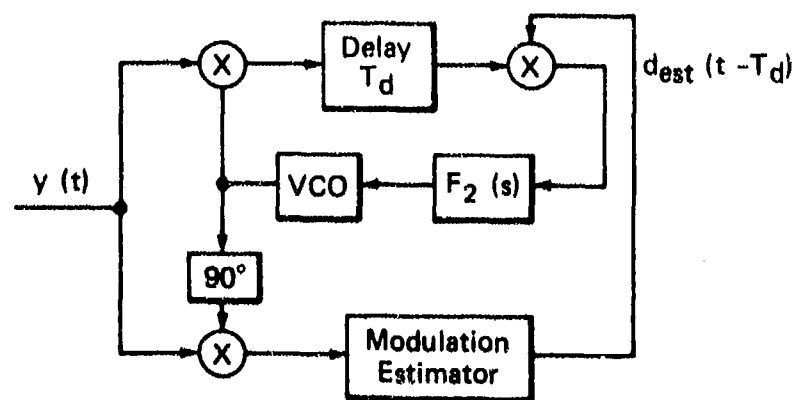 X
Delay
T_d
X
d_est (t - T_d)
y (t)
VCO
F_2 (s)
90°
X
Modulation
Estimator